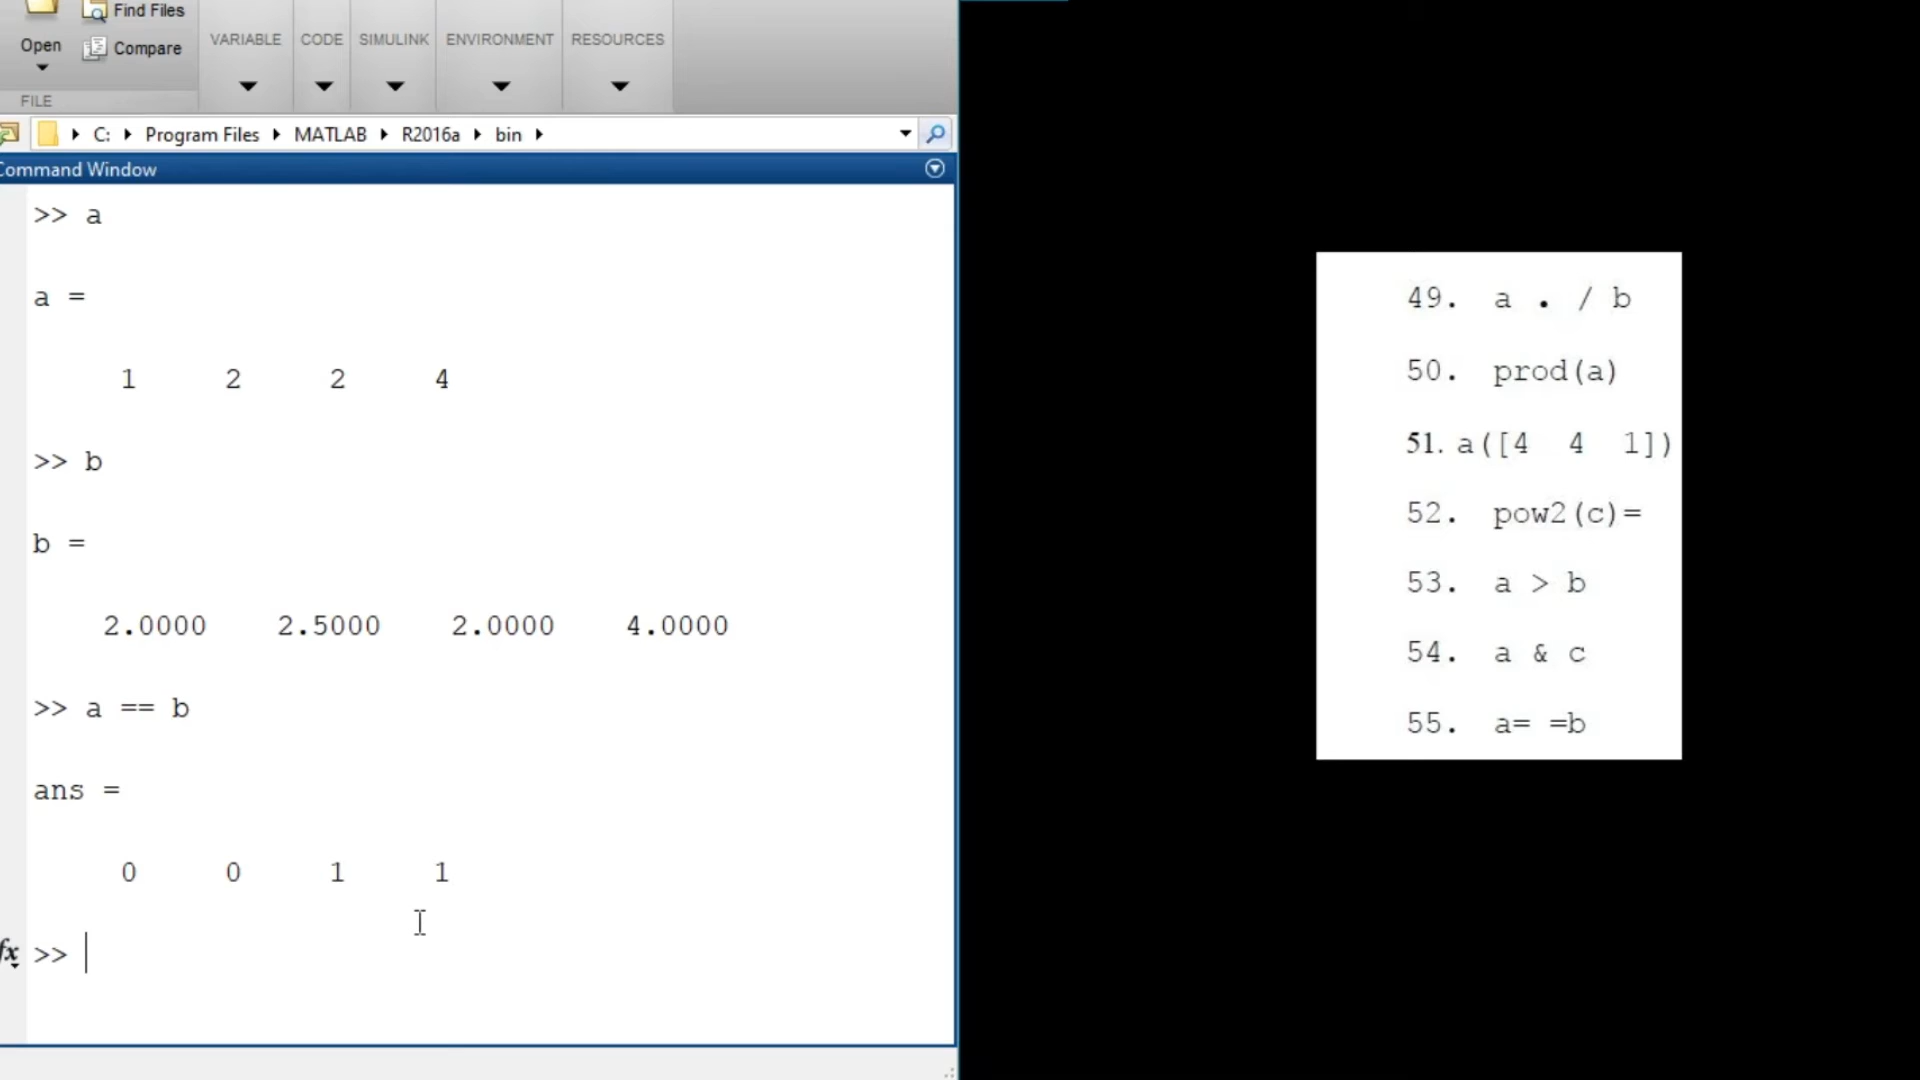 Find Files
Open
Compare
VARIABLE
CODE
SIMULINK
ENVIRONMENT
RESOURCES
FILE
C: Program Files MATLAB R2016a bin
Command Window
>> a
a =
1 2 2 4
>> b
b =
2.0000 2.5000 2.0000 4.0000
>> a == b
ans =
0 0 1 1
fx >>
49. a . / b
50. prod(a)
51. a([4 4 1])
52. pow2(c)=
53. a > b
54. a & c
55. a= =b